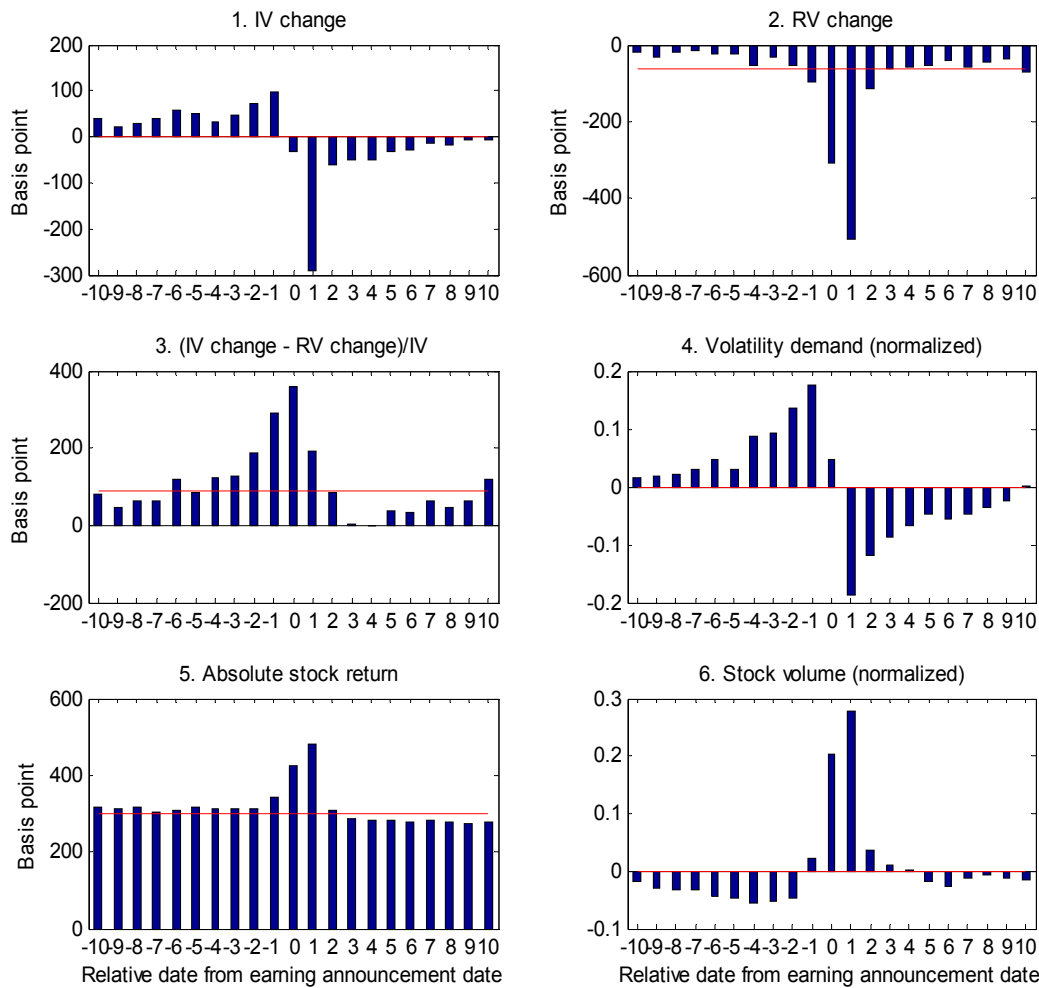 1. IV change
200
100
0
-100
-200
-300
Basis point
-10-9 -8 -7 -6 -5 -4 -3 -2 -1 0 1 2 3 4 5 6 7 8 9 10
2. RV change
0
-200
-400
-600
Basis point
-10-9 -8 -7 -6 -5 -4 -3 -2 -1 0 1 2 3 4 5 6 7 8 9 10
3. (IV change - RV change)/IV
400
200
0
-200
Basis point
-10-9 -8 -7 -6 -5 -4 -3 -2 -1 0 1 2 3 4 5 6 7 8 9 10
4. Volatility demand (normalized)
0.2
0.1
0
-0.1
-0.2
-10-9 -8 -7 -6 -5 -4 -3 -2 -1 0 1 2 3 4 5 6 7 8 9 10
5. Absolute stock return
600
400
200
0
Basis point
-10-9 -8 -7 -6 -5 -4 -3 -2 -1 0 1 2 3 4 5 6 7 8 9 10
Relative date from earning announcement date
6. Stock volume (normalized)
0.3
0.2
0.1
0
-0.1
-10-9 -8 -7 -6 -5 -4 -3 -2 -1 0 1 2 3 4 5 6 7 8 9 10
Relative date from earning announcement date